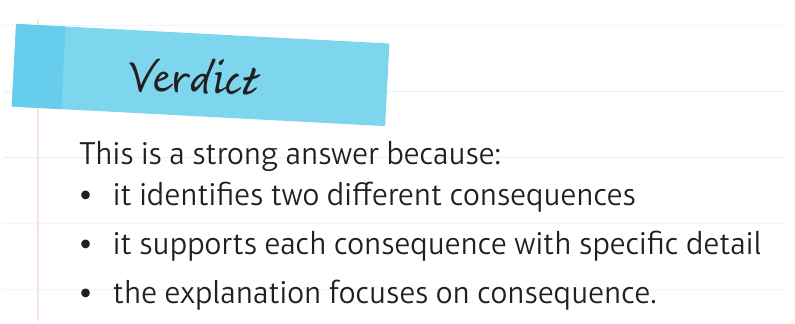 Verdict
This is a strong answer because:
• it identifies two different consequences
• it supports each consequence with specific detail
• the explanation focuses on consequence.